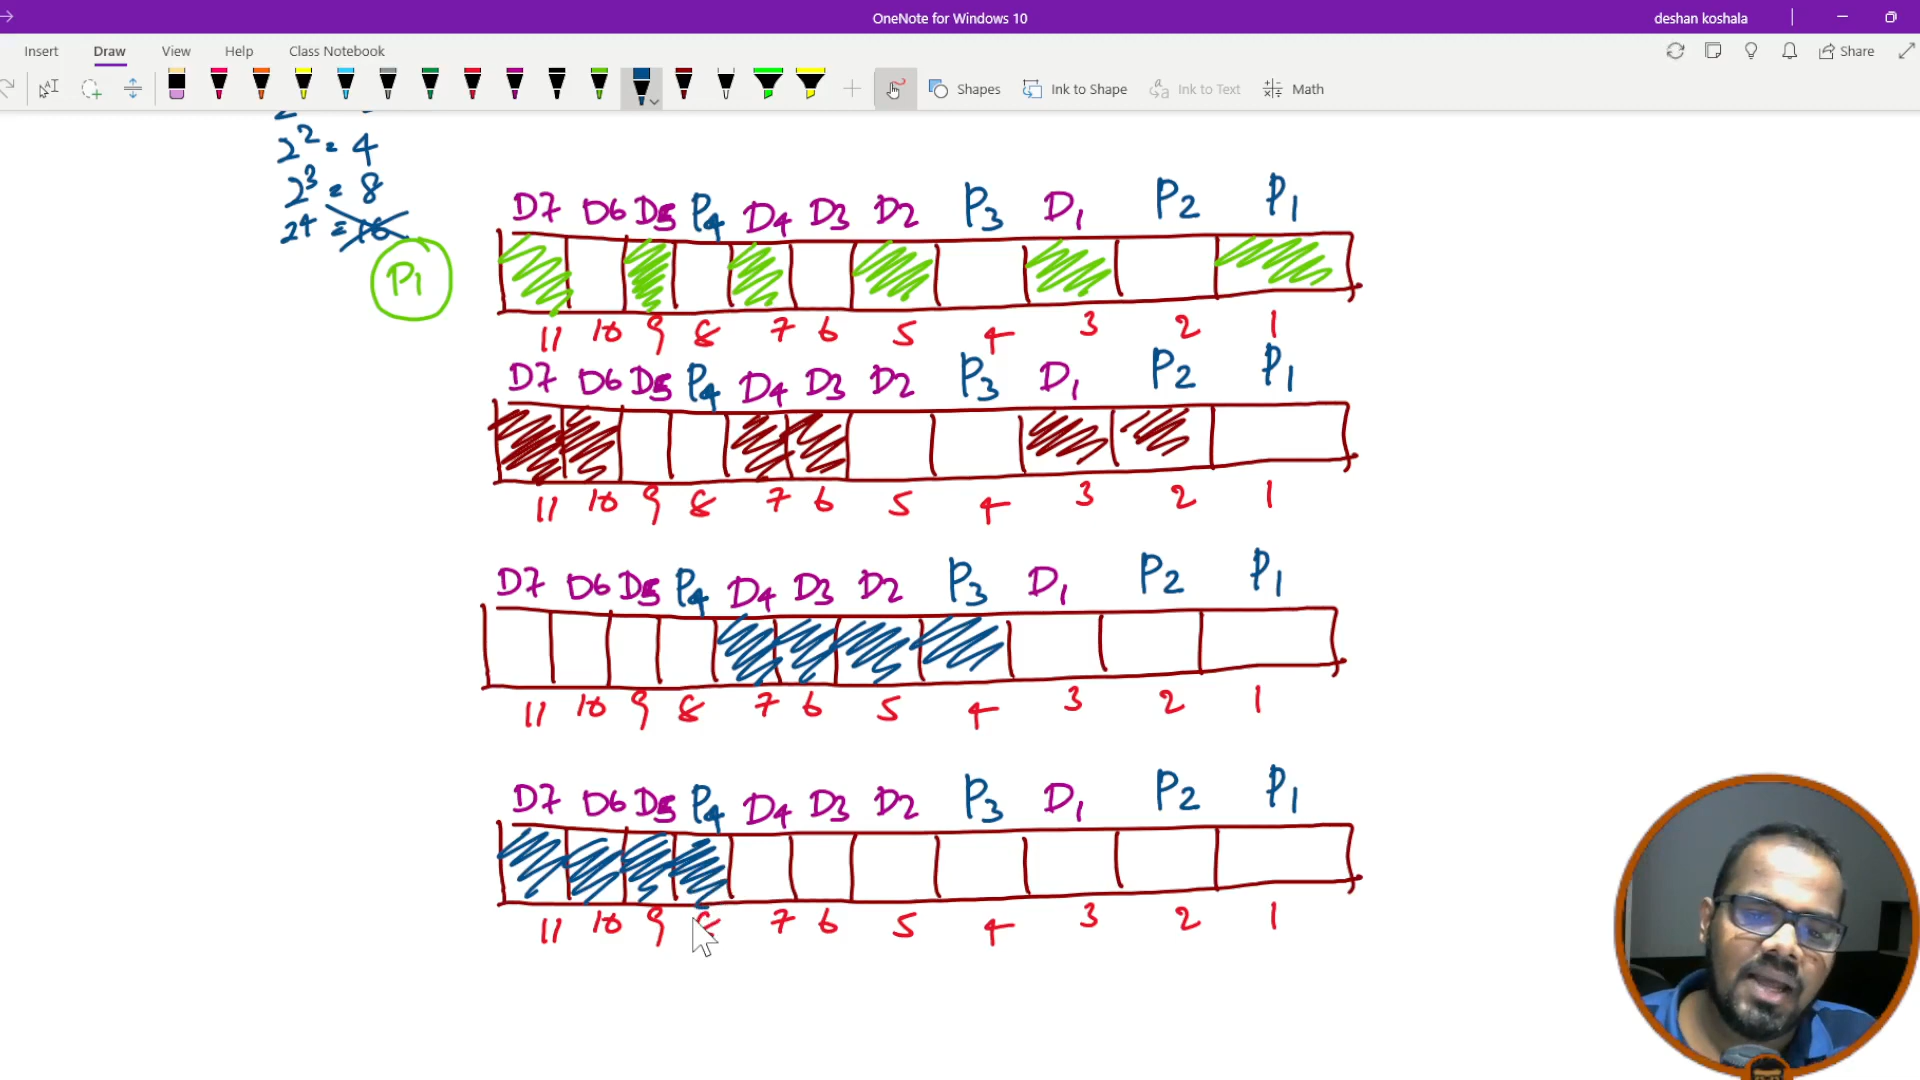 OneNote for Windows 10
deshan koshala
Insert Draw View Help Class Notebook
Share
Shapes Ink to Shape Ink to Text Math
2² = 4
2³ = 8
2⁴ = 16
P1
D7 D6 D5 P4 D4 D3 D2 P3 D1 P2 P1
11 10 9 8 7 6 5 4 3 2 1
D7 D6 D5 P4 D4 D3 D2 P3 D1 P2 P1
11 10 9 8 7 6 5 4 3 2 1
D7 D6 D5 P4 D4 D3 D2 P3 D1 P2 P1
11 10 9 8 7 6 5 4 3 2 1
D7 D6 D5 P4 D4 D3 D2 P3 D1 P2 P1
11 10 9 8 7 6 5 4 3 2 1